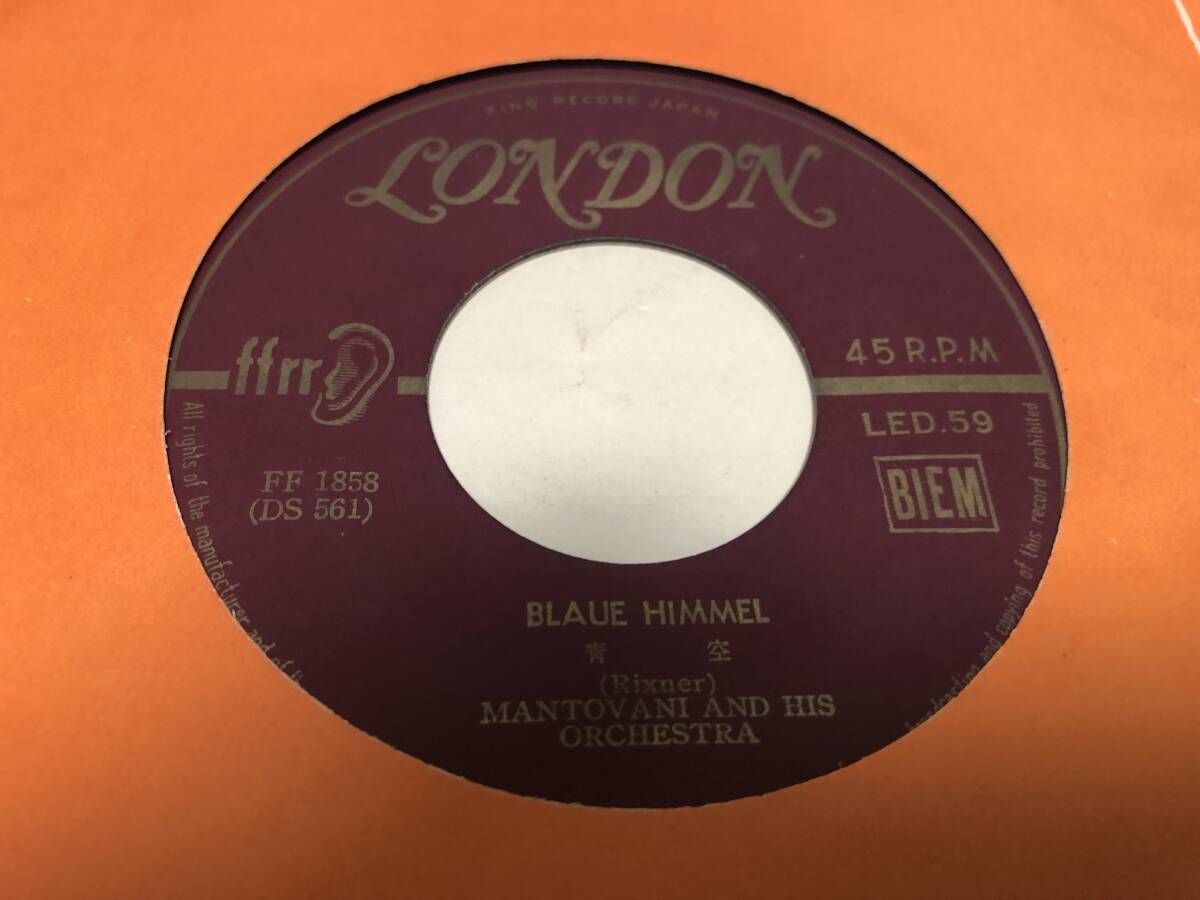 KING RECORD JAPAN
LONDON
ffrr
45 R.P.M
LED.59
BIEM
FF 1858
(DS 561)
BLAUE HIMMEL
青 空
(Rixner)
MANTOVANI AND HIS
ORCHESTRA
All rights of the manufacturer and of th
broadcasting and copying of this record prohibited